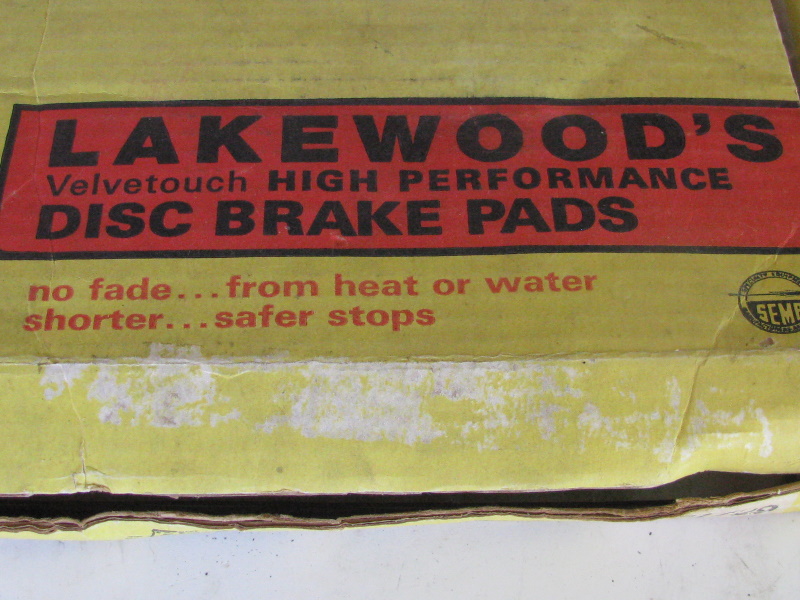 LAKEWOOD'S
Velvetouch HIGH PERFORMANCE
DISC BRAKE PADS
no fade...from heat or water
shorter...safer stops